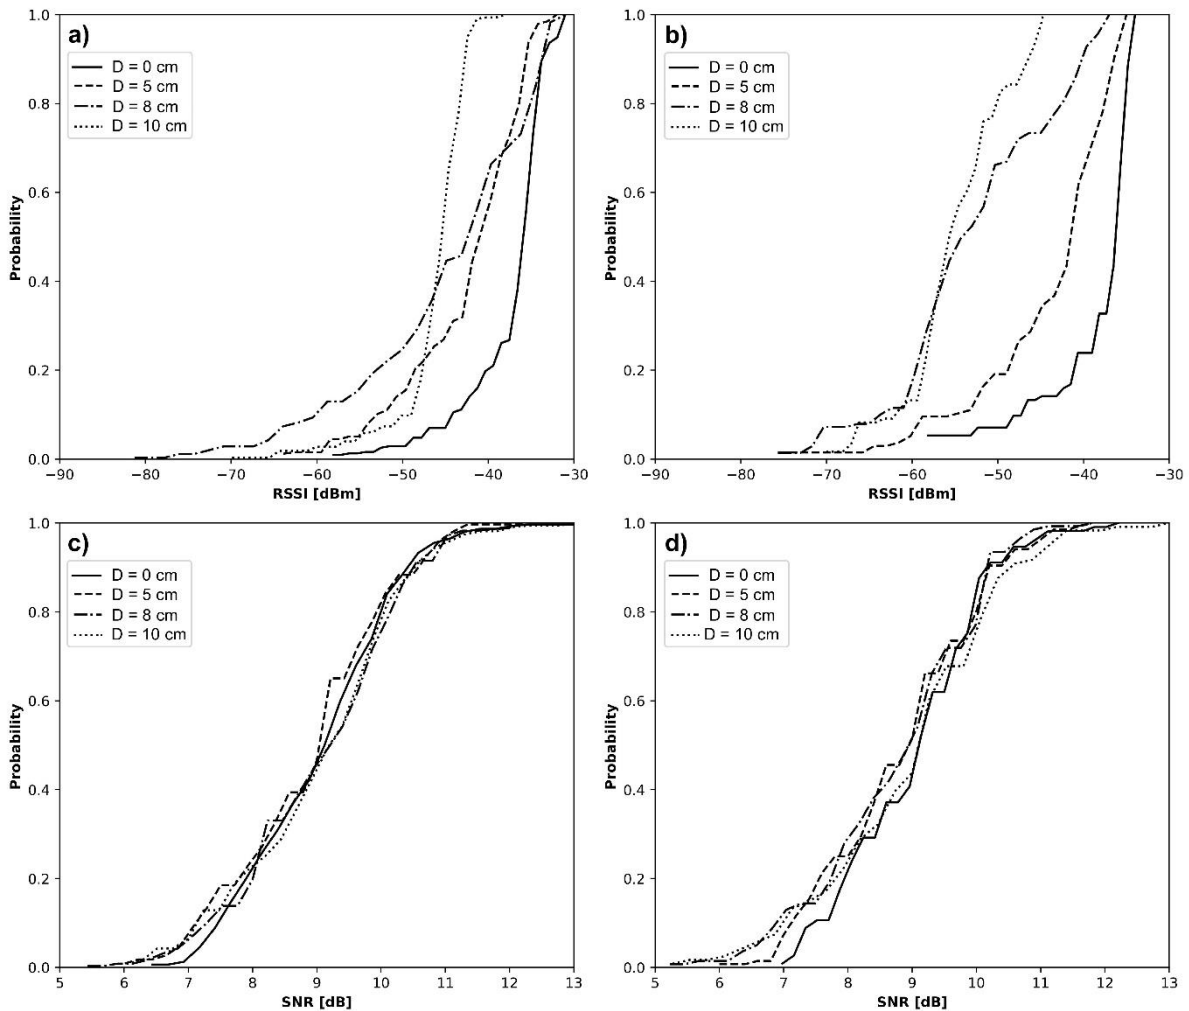 a)
D = 0 cm
D = 5 cm
D = 8 cm
D = 10 cm
Probability
1.0
0.8
0.6
0.4
0.2
0.0
−90 −80 −70 −60 −50 −40 −30
RSSI [dBm]
b)
D = 0 cm
D = 5 cm
D = 8 cm
D = 10 cm
Probability
1.0
0.8
0.6
0.4
0.2
0.0
−90 −80 −70 −60 −50 −40 −30
RSSI [dBm]
c)
D = 0 cm
D = 5 cm
D = 8 cm
D = 10 cm
Probability
1.0
0.8
0.6
0.4
0.2
0.0
5 6 7 8 9 10 11 12 13
SNR [dB]
d)
D = 0 cm
D = 5 cm
D = 8 cm
D = 10 cm
Probability
1.0
0.8
0.6
0.4
0.2
0.0
5 6 7 8 9 10 11 12 13
SNR [dB]